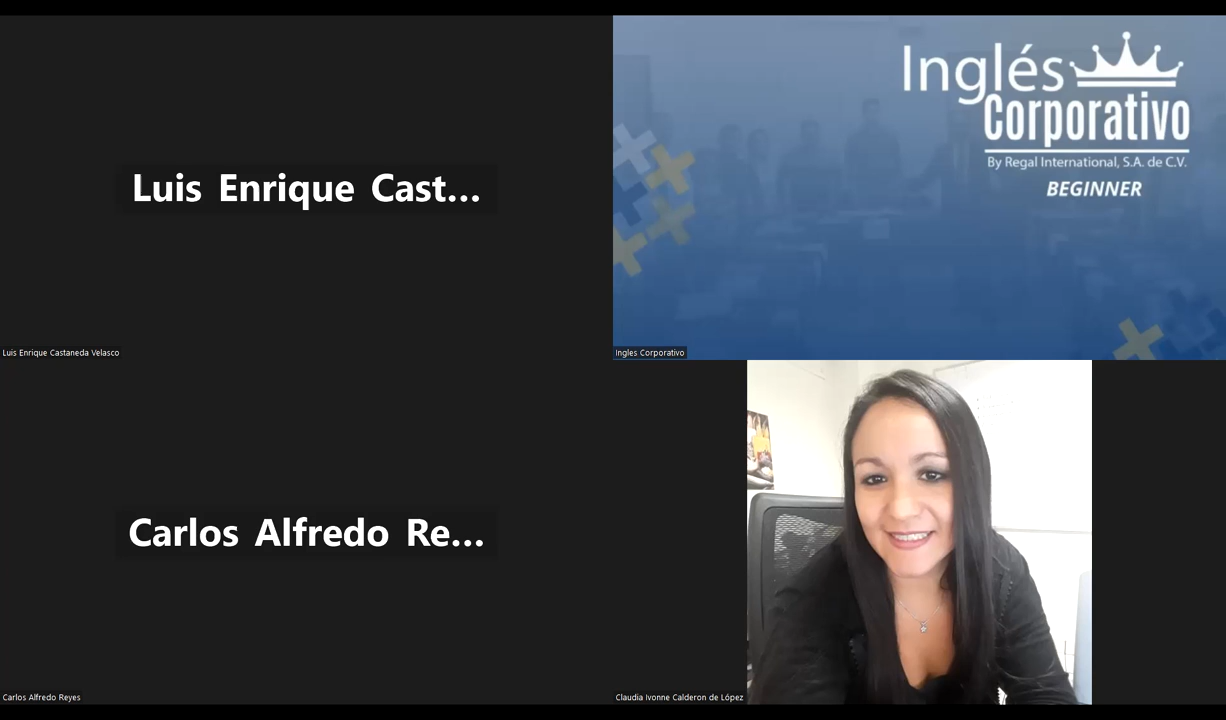 Luis Enrique Cast...
Luis Enrique Castaneda Velasco
Inglés
Corporativo
By Regal International, S.A. de C.V.
BEGINNER
Ingles Corporativo
Carlos Alfredo Re...
Carlos Alfredo Reyes
Claudia Ivonne Calderon de López